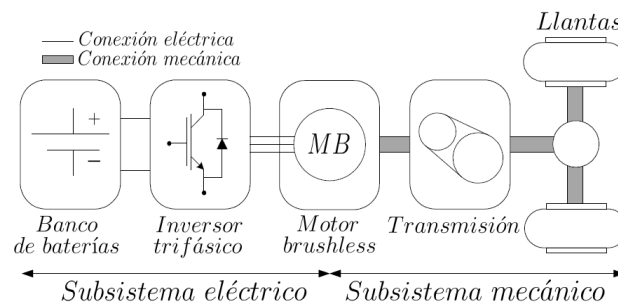 Llantas
Conexión eléctrica
Conexión mecánica
+
−
MB
Banco
de baterías
Inversor
trifásico
Motor
brushless
Transmisión
Subsistema eléctrico
Subsistema mecánico